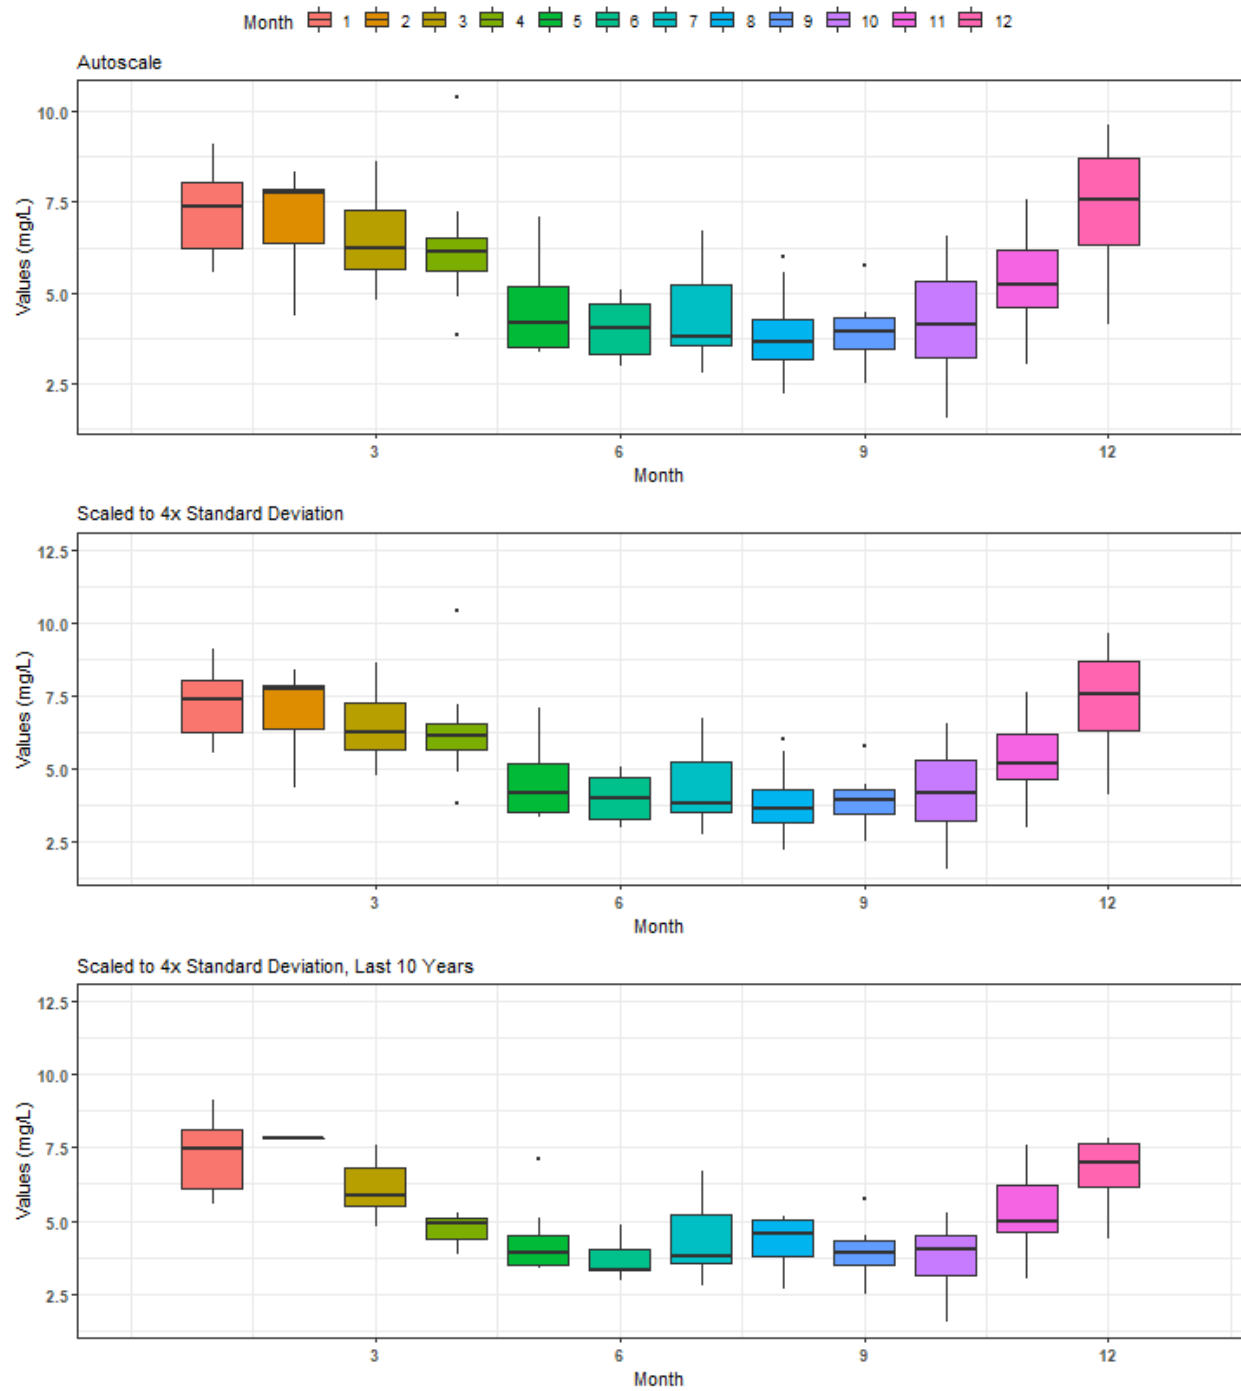 Month 1 2 3 4 5 6 7 8 9 10 11 12
Autoscale
10.0
7.5
5.0
2.5
Values (mg/L)
3 6 9 12
Month
Scaled to 4x Standard Deviation
12.5
10.0
7.5
5.0
2.5
Values (mg/L)
3 6 9 12
Month
Scaled to 4x Standard Deviation, Last 10 Years
12.5
10.0
7.5
5.0
2.5
Values (mg/L)
3 6 9 12
Month